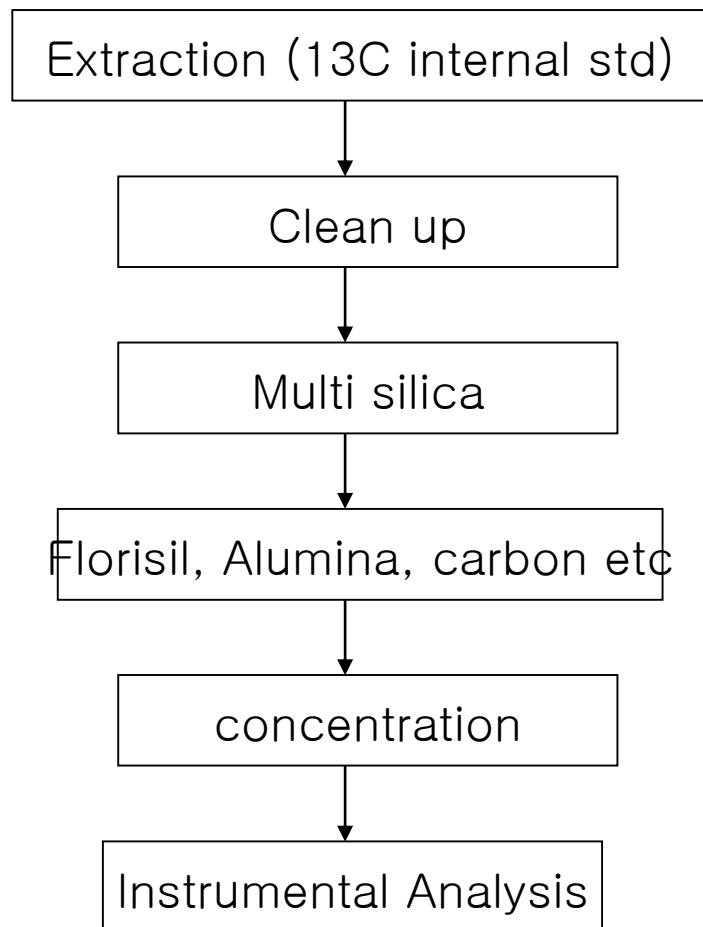 Extraction (13C internal std)
Clean up
Multi silica
Florisil, Alumina, carbon etc
concentration
Instrumental Analysis